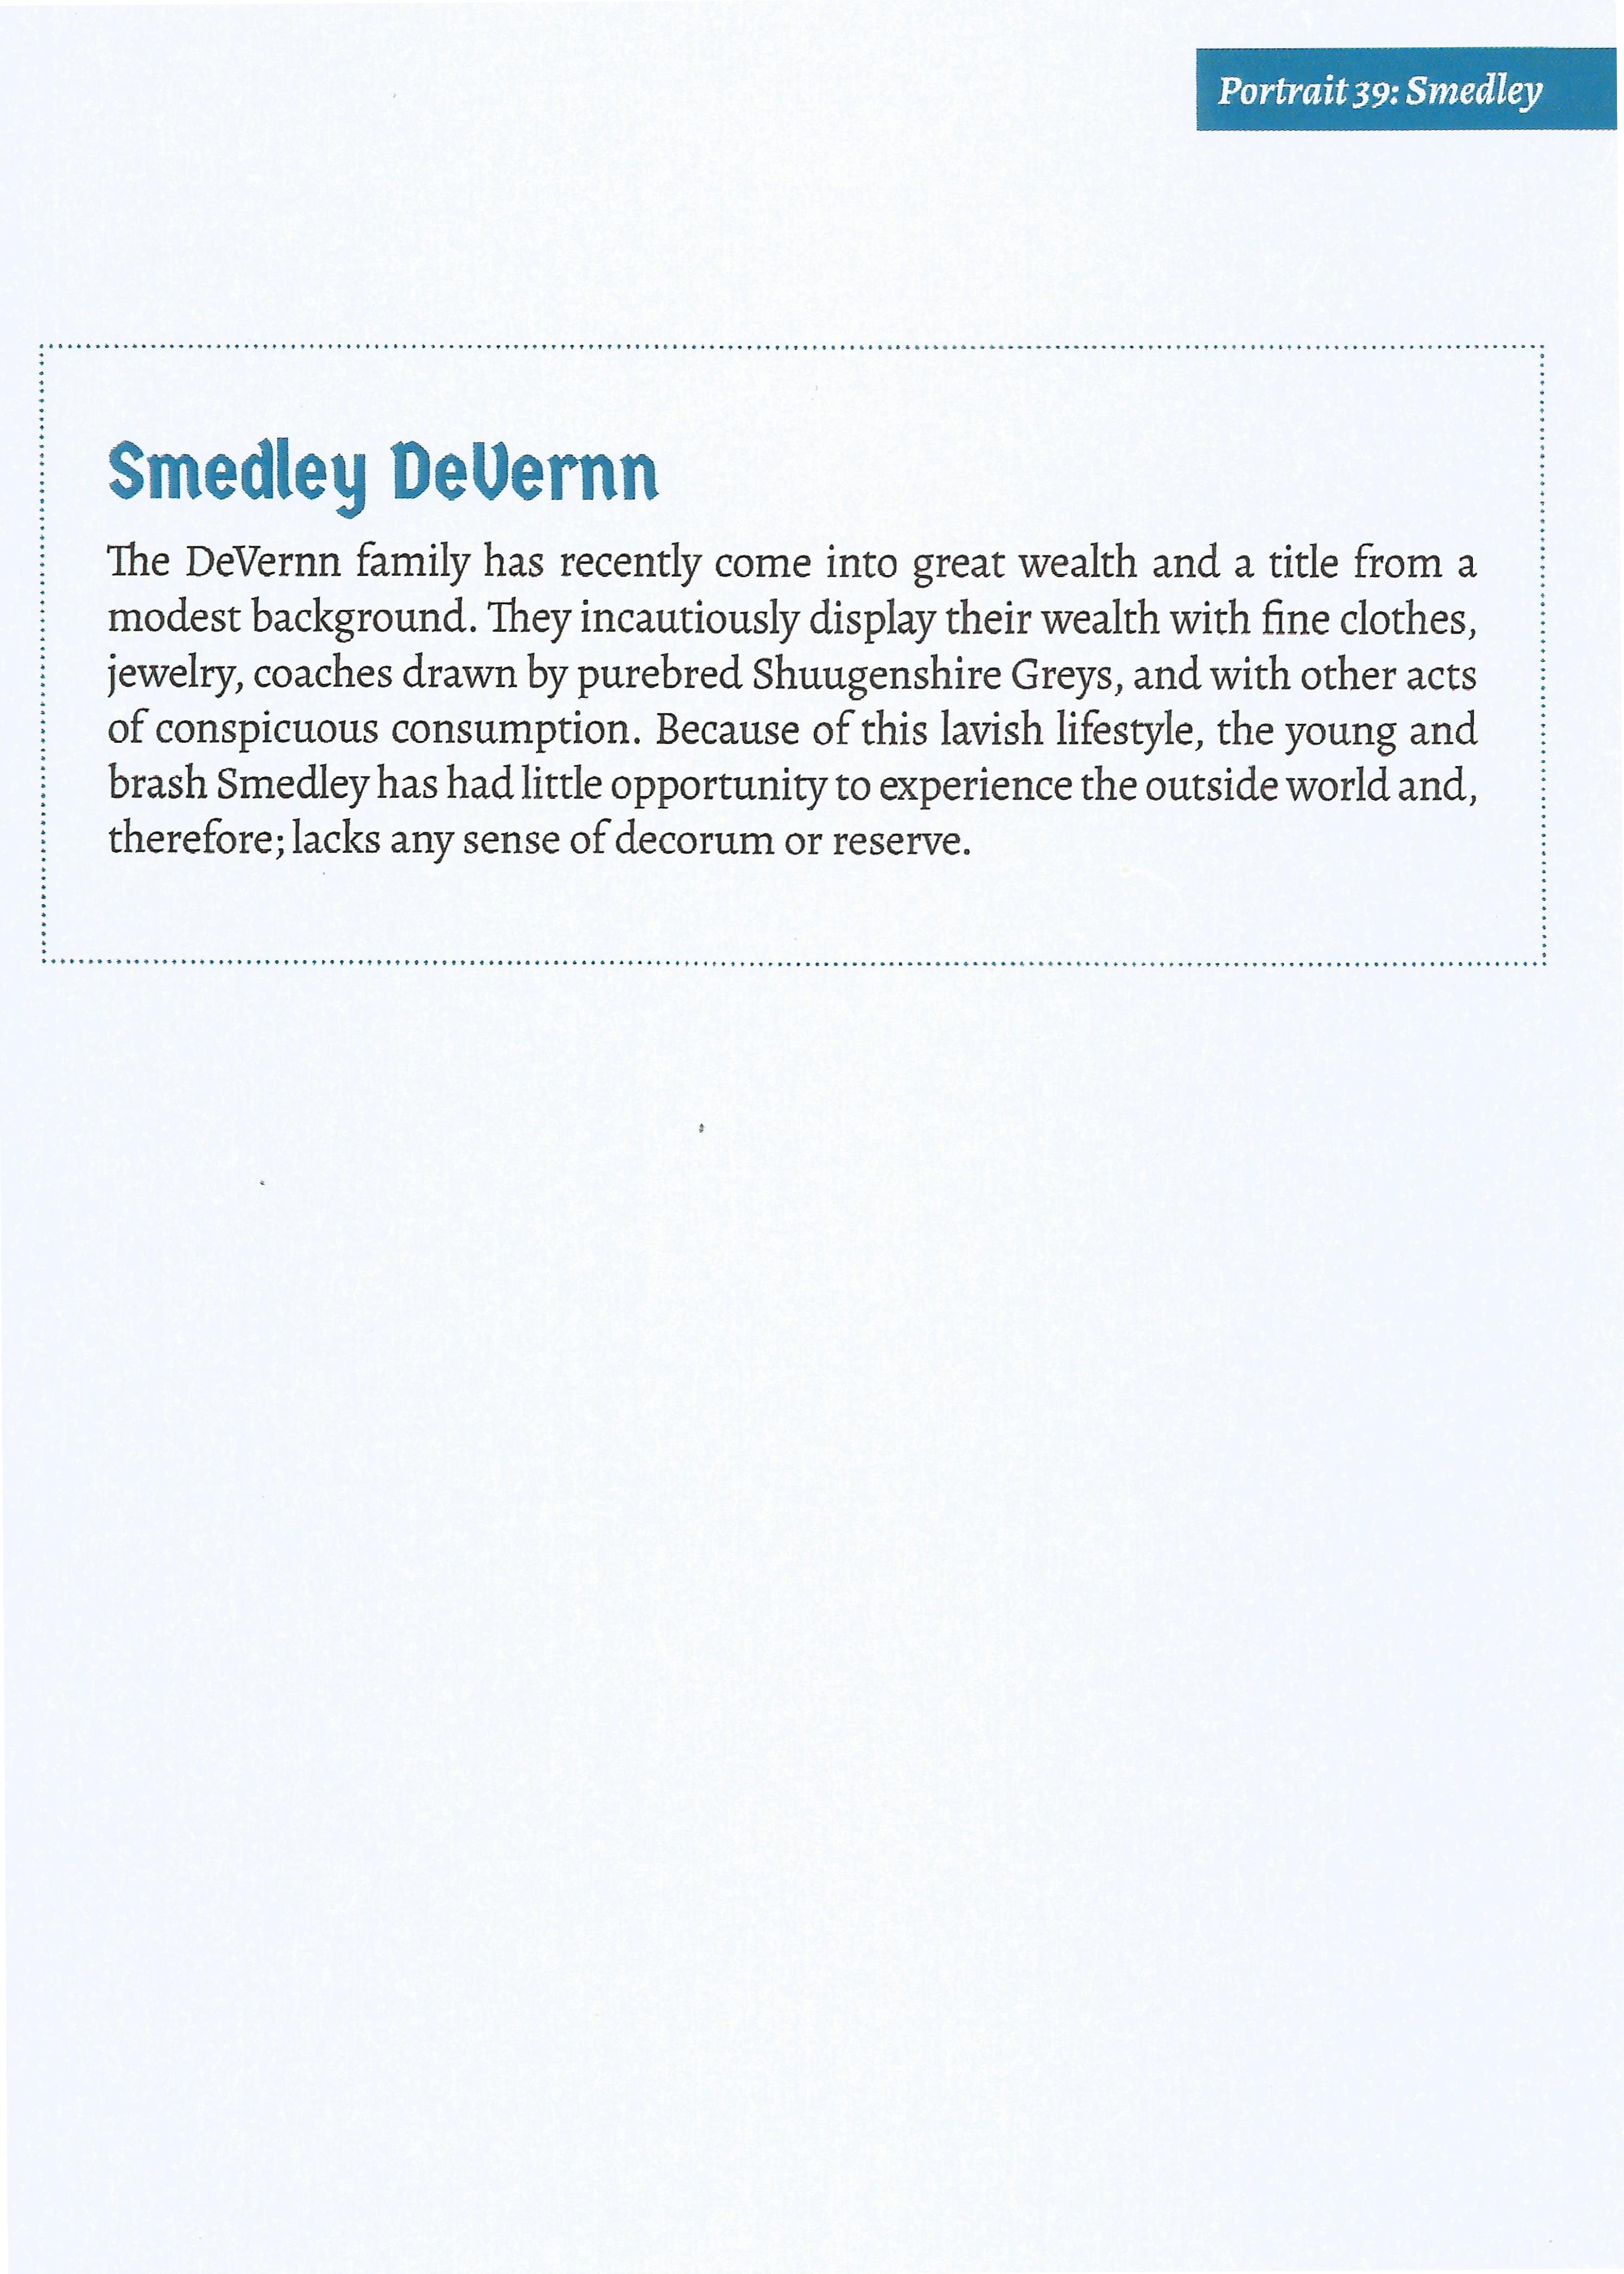 Portrait 39: Smedley
Smedley DeVernn
The DeVernn family has recently come into great wealth and a title from a
modest background. They incautiously display their wealth with fine clothes,
jewelry, coaches drawn by purebred Shuugenshire Greys, and with other acts
of conspicuous consumption. Because of this lavish lifestyle, the young and
brash Smedley has had little opportunity to experience the outside world and,
therefore; lacks any sense of decorum or reserve.